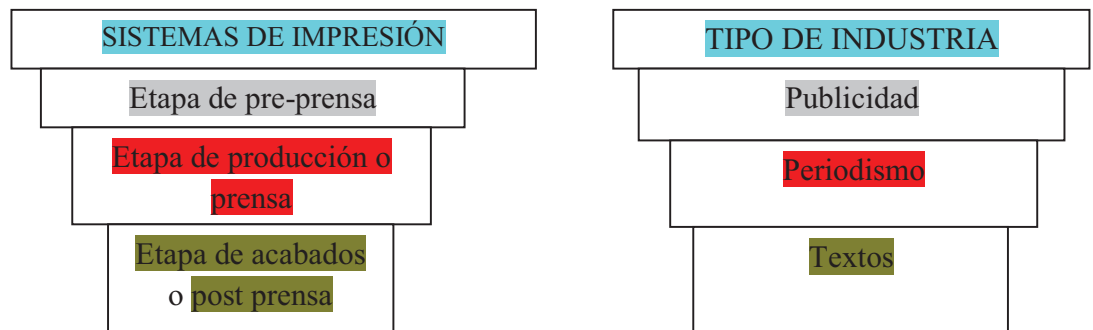 SISTEMAS DE IMPRESIÓN
Etapa de pre-prensa
Etapa de producción o
prensa
Etapa de acabados
o post prensa
TIPO DE INDUSTRIA
Publicidad
Periodismo
Textos